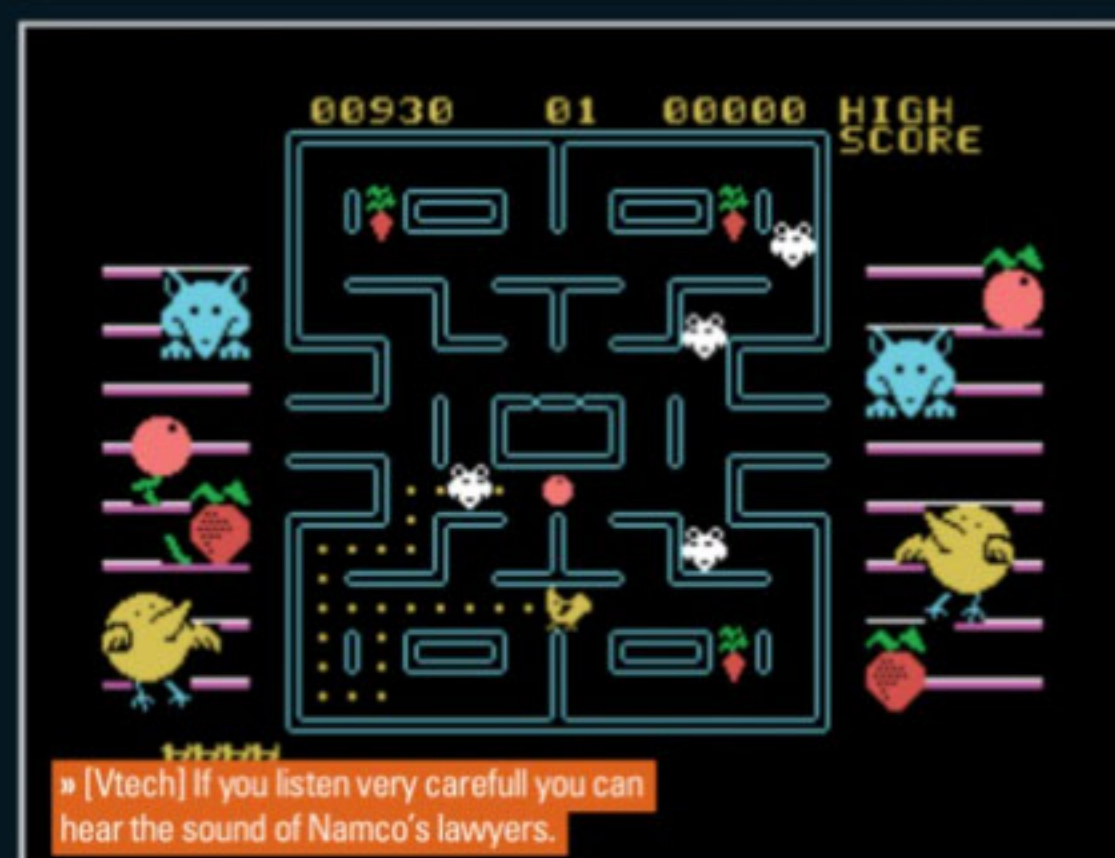 00930 01 00000 HIGH
SCORE
» [Vtech] If you listen very carefull you can
hear the sound of Namco's lawyers.